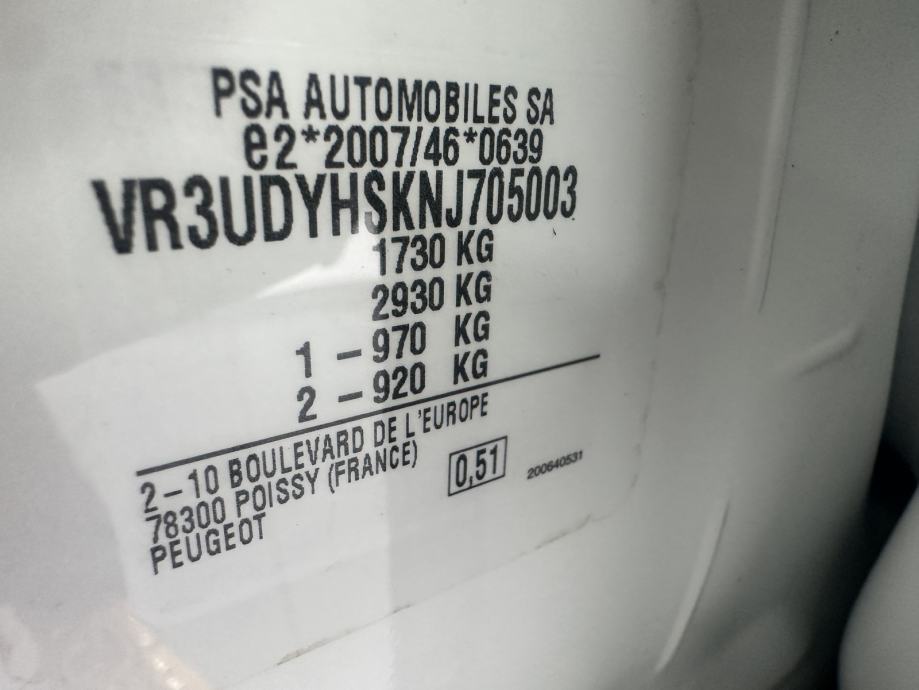 PSA AUTOMOBILES SA
e2*2007/46*0639
VR3UDYHSKNJ705003
1730 KG
2930 KG
1 – 970 KG
2 – 920 KG
2–10 BOULEVARD DE L'EUROPE
78300 POISSY (FRANCE)
PEUGEOT
0,51
200640531